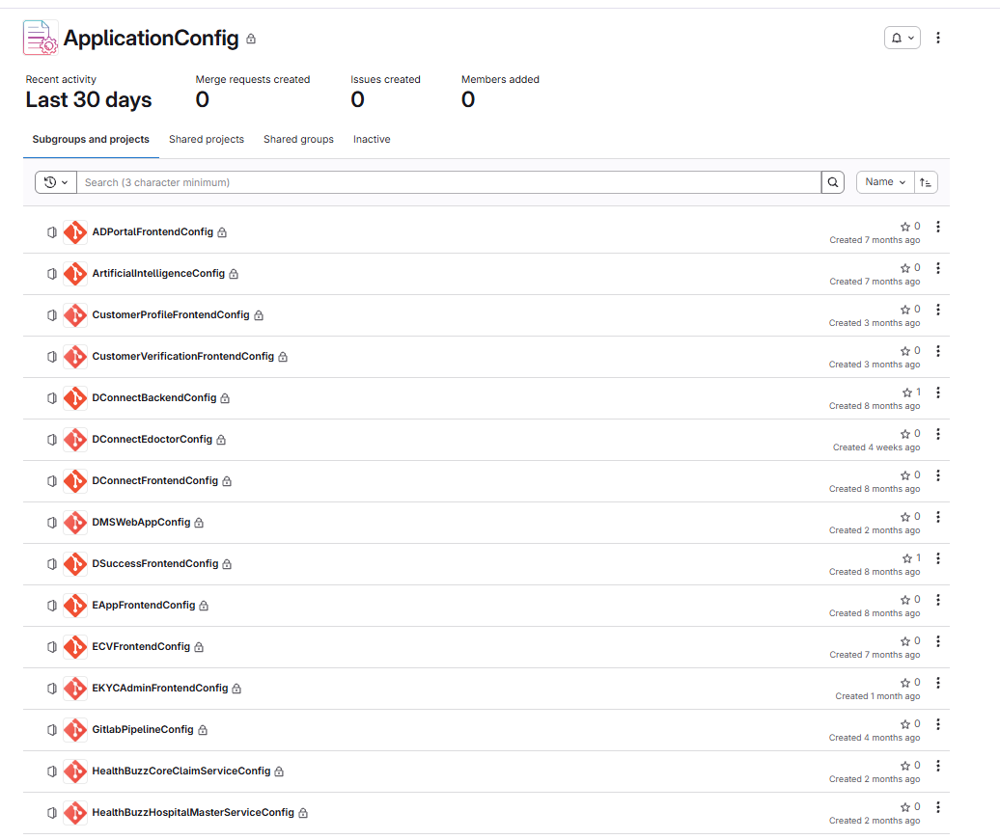 ApplicationConfig
Recent activity
Last 30 days
Merge requests created
0
Issues created
0
Members added
0
Subgroups and projects Shared projects Shared groups Inactive
Search (3 character minimum) Name
ADPortalFrontendConfig 0
Created 7 months ago
ArtificialIntelligenceConfig 0
Created 7 months ago
CustomerProfileFrontendConfig 0
Created 3 months ago
CustomerVerificationFrontendConfig 0
Created 3 months ago
DConnectBackendConfig 1
Created 8 months ago
DConnectEdoctorConfig 0
Created 4 weeks ago
DConnectFrontendConfig 0
Created 8 months ago
DMSWebAppConfig 0
Created 2 months ago
DSuccessFrontendConfig 1
Created 8 months ago
EAppFrontendConfig 0
Created 8 months ago
ECVFrontendConfig 0
Created 7 months ago
EKYCAdminFrontendConfig 0
Created 1 month ago
GitlabPipelineConfig 0
Created 4 months ago
HealthBuzzCoreClaimServiceConfig 0
Created 2 months ago
HealthBuzzHospitalMasterServiceConfig 0
Created 2 months ago